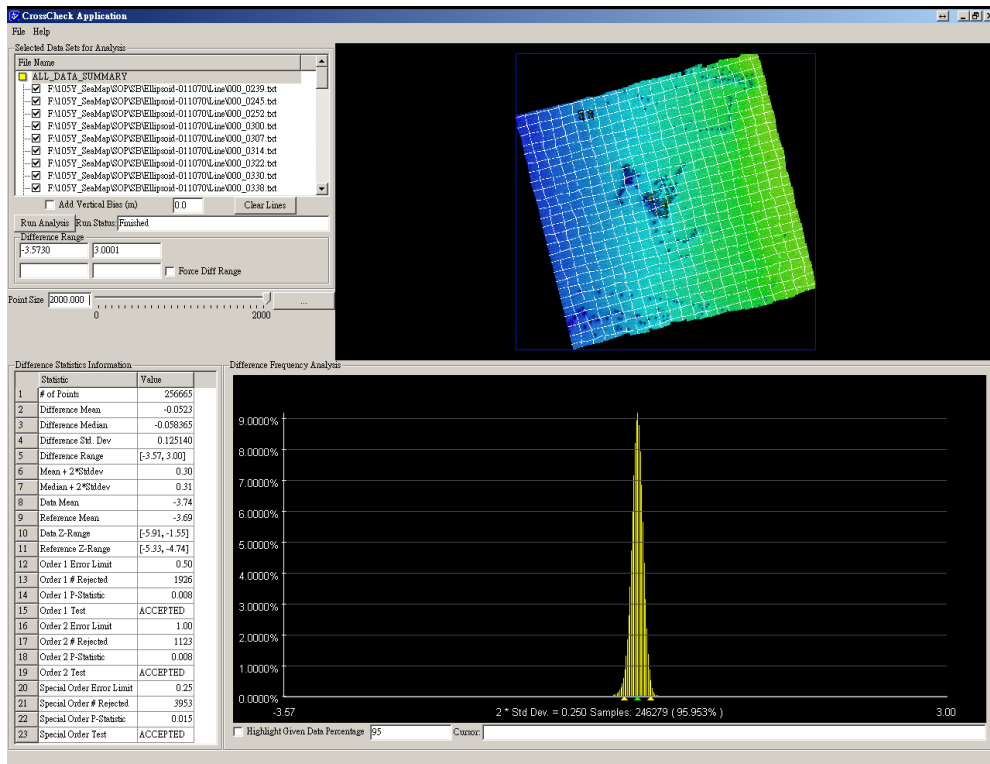 CrossCheck Application
File Help
Selected Data Sets for Analysis
File Name
ALL_DATA_SUMMARY
F:\105Y_SeaMap\SOP\SB\Ellipsoid-011070\Line\000_0239.txt
F:\105Y_SeaMap\SOP\SB\Ellipsoid-011070\Line\000_0245.txt
F:\105Y_SeaMap\SOP\SB\Ellipsoid-011070\Line\000_0252.txt
F:\105Y_SeaMap\SOP\SB\Ellipsoid-011070\Line\000_0300.txt
F:\105Y_SeaMap\SOP\SB\Ellipsoid-011070\Line\000_0307.txt
F:\105Y_SeaMap\SOP\SB\Ellipsoid-011070\Line\000_0314.txt
F:\105Y_SeaMap\SOP\SB\Ellipsoid-011070\Line\000_0322.txt
F:\105Y_SeaMap\SOP\SB\Ellipsoid-011070\Line\000_0330.txt
F:\105Y_SeaMap\SOP\SB\Ellipsoid-011070\Line\000_0338.txt
Add Vertical Bias (m) 0.0 Clear Lines
Run Analysis Run Status: Finished
Difference Range
-3.5730 3.0001
Force Diff Range
Point Size 2000.000 ...
0 2000
Difference Statistics Information
Statistic Value
1 # of Points 256665
2 Difference Mean -0.0523
3 Difference Median -0.058365
4 Difference Std. Dev 0.125140
5 Difference Range [-3.57, 3.00]
6 Mean + 2*Stddev 0.30
7 Median + 2*Stddev 0.31
8 Data Mean -3.74
9 Reference Mean -3.69
10 Data Z-Range [-5.91, -1.55]
11 Reference Z-Range [-5.33, -4.74]
12 Order 1 Error Limit 0.50
13 Order 1 # Rejected 1926
14 Order 1 P-Statistic 0.008
15 Order 1 Test ACCEPTED
16 Order 2 Error Limit 1.00
17 Order 2 # Rejected 1123
18 Order 2 P-Statistic 0.008
19 Order 2 Test ACCEPTED
20 Special Order Error Limit 0.25
21 Special Order # Rejected 3953
22 Special Order P-Statistic 0.015
23 Special Order Test ACCEPTED
Difference Frequency Analysis
9.0000%
8.0000%
7.0000%
6.0000%
5.0000%
4.0000%
3.0000%
2.0000%
1.0000%
0.0000%
-3.57 2 * Std Dev. = 0.250 Samples: 246279 ( 95.953% ) 3.00
Highlight Given Data Percentage 95 Cursor: